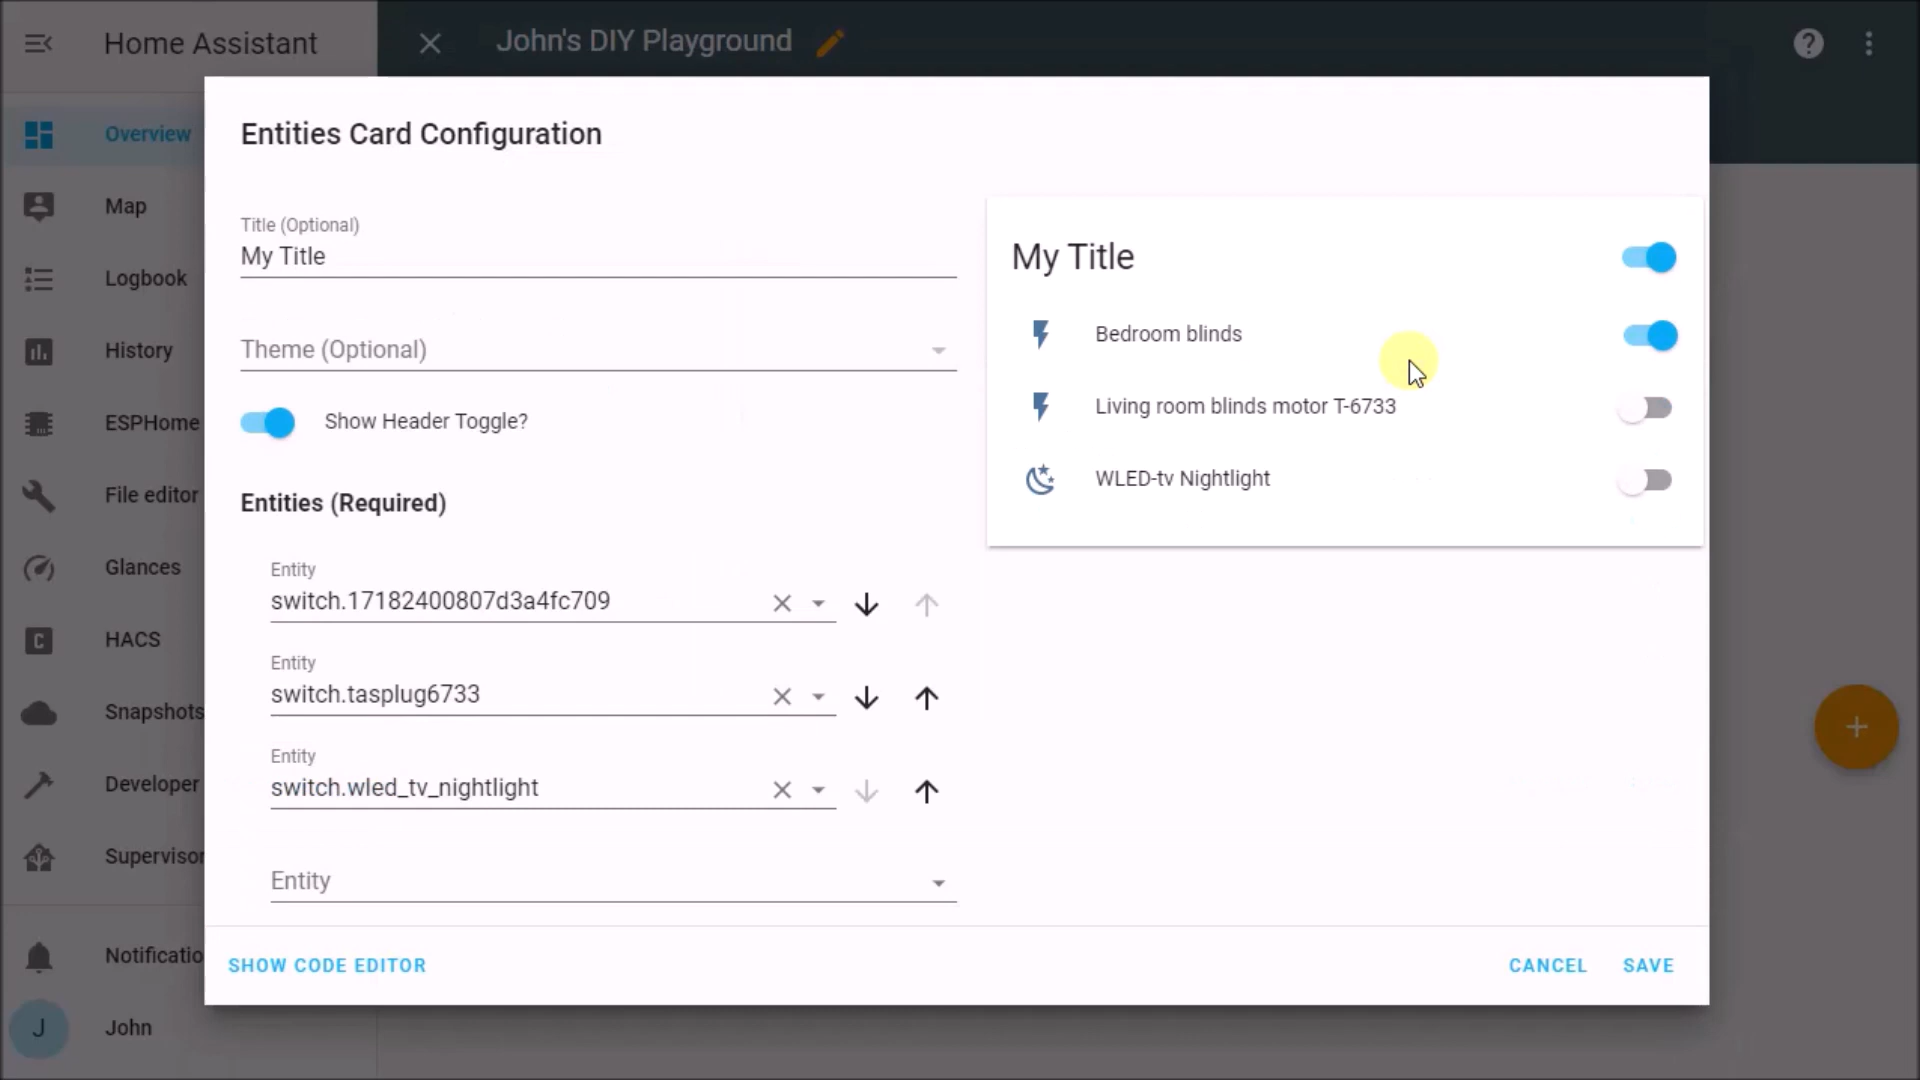 Home Assistant
John's DIY Playground
Overview
Map
Logbook
History
ESPHome
File editor
Glances
HACS
Snapshots
Developer
Supervisor
Notificatio
J
John
Entities Card Configuration
Title (Optional)
My Title
Theme (Optional)
Show Header Toggle?
Entities (Required)
Entity
switch.17182400807d3a4fc709
Entity
switch.tasplug6733
Entity
switch.wled_tv_nightlight
Entity
My Title
Bedroom blinds
Living room blinds motor T-6733
WLED-tv Nightlight
SHOW CODE EDITOR
CANCEL
SAVE